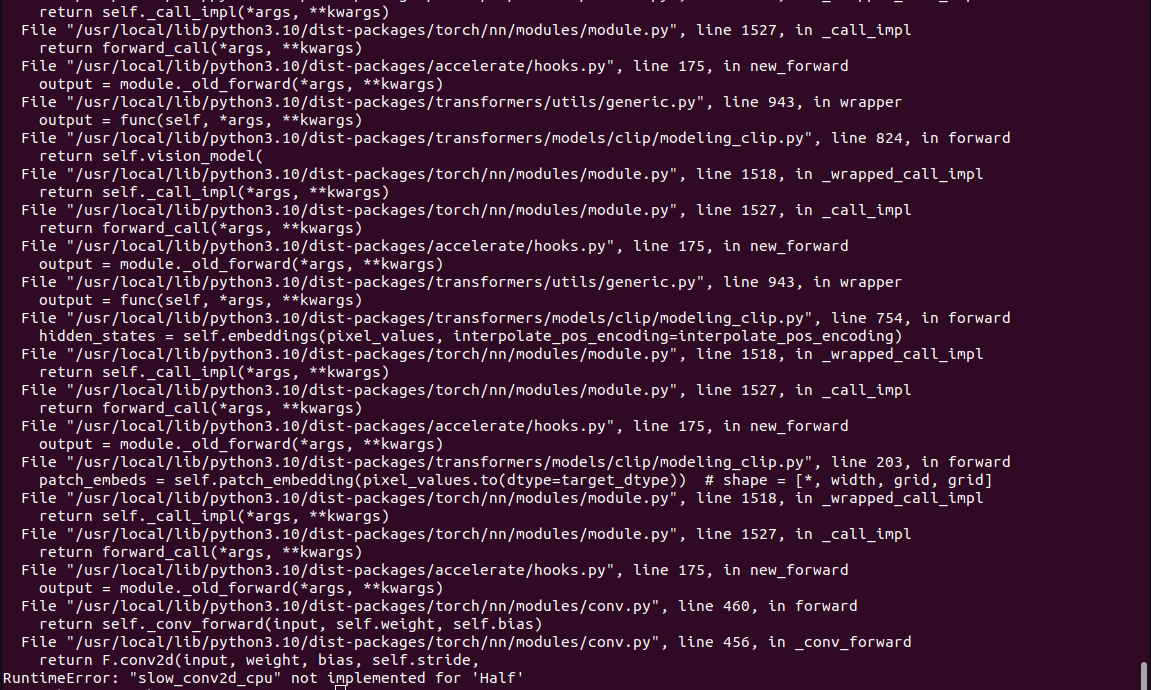 return self._call_impl(*args, **kwargs)
  File "/usr/local/lib/python3.10/dist-packages/torch/nn/modules/module.py", line 1527, in _call_impl
    return forward_call(*args, **kwargs)
  File "/usr/local/lib/python3.10/dist-packages/accelerate/hooks.py", line 175, in new_forward
    output = module._old_forward(*args, **kwargs)
  File "/usr/local/lib/python3.10/dist-packages/transformers/utils/generic.py", line 943, in wrapper
    output = func(self, *args, **kwargs)
  File "/usr/local/lib/python3.10/dist-packages/transformers/models/clip/modeling_clip.py", line 824, in forward
    return self.vision_model(
  File "/usr/local/lib/python3.10/dist-packages/torch/nn/modules/module.py", line 1518, in _wrapped_call_impl
    return self._call_impl(*args, **kwargs)
  File "/usr/local/lib/python3.10/dist-packages/torch/nn/modules/module.py", line 1527, in _call_impl
    return forward_call(*args, **kwargs)
  File "/usr/local/lib/python3.10/dist-packages/accelerate/hooks.py", line 175, in new_forward
    output = module._old_forward(*args, **kwargs)
  File "/usr/local/lib/python3.10/dist-packages/transformers/utils/generic.py", line 943, in wrapper
    output = func(self, *args, **kwargs)
  File "/usr/local/lib/python3.10/dist-packages/transformers/models/clip/modeling_clip.py", line 754, in forward
    hidden_states = self.embeddings(pixel_values, interpolate_pos_encoding=interpolate_pos_encoding)
  File "/usr/local/lib/python3.10/dist-packages/torch/nn/modules/module.py", line 1518, in _wrapped_call_impl
    return self._call_impl(*args, **kwargs)
  File "/usr/local/lib/python3.10/dist-packages/torch/nn/modules/module.py", line 1527, in _call_impl
    return forward_call(*args, **kwargs)
  File "/usr/local/lib/python3.10/dist-packages/accelerate/hooks.py", line 175, in new_forward
    output = module._old_forward(*args, **kwargs)
  File "/usr/local/lib/python3.10/dist-packages/transformers/models/clip/modeling_clip.py", line 203, in forward
    patch_embeds = self.patch_embedding(pixel_values.to(dtype=target_dtype))  # shape = [*, width, grid, grid]
  File "/usr/local/lib/python3.10/dist-packages/torch/nn/modules/module.py", line 1518, in _wrapped_call_impl
    return self._call_impl(*args, **kwargs)
  File "/usr/local/lib/python3.10/dist-packages/torch/nn/modules/module.py", line 1527, in _call_impl
    return forward_call(*args, **kwargs)
  File "/usr/local/lib/python3.10/dist-packages/accelerate/hooks.py", line 175, in new_forward
    output = module._old_forward(*args, **kwargs)
  File "/usr/local/lib/python3.10/dist-packages/torch/nn/modules/conv.py", line 460, in forward
    return self._conv_forward(input, self.weight, self.bias)
  File "/usr/local/lib/python3.10/dist-packages/torch/nn/modules/conv.py", line 456, in _conv_forward
    return F.conv2d(input, weight, bias, self.stride,
RuntimeError: "slow_conv2d_cpu" not implemented for 'Half'